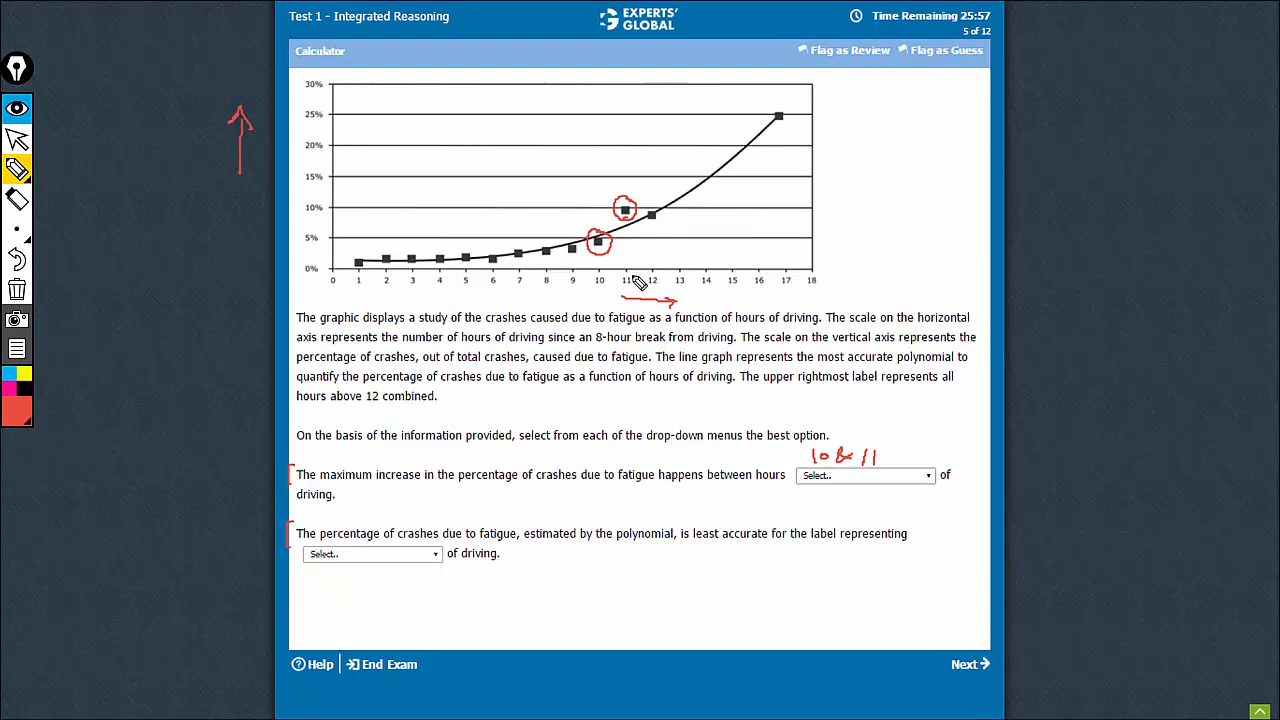 Test 1 - Integrated Reasoning
EXPERTS'
GLOBAL
Time Remaining 25:57
5 of 12
Calculator
Flag as Review
Flag as Guess
30%
25%
20%
15%
10%
5%
0%
0 1 2 3 4 5 6 7 8 9 10 11 12 13 14 15 16 17 18
The graphic displays a study of the crashes caused due to fatigue as a function of hours of driving. The scale on the horizontal
axis represents the number of hours of driving since an 8-hour break from driving. The scale on the vertical axis represents the
percentage of crashes, out of total crashes, caused due to fatigue. The line graph represents the most accurate polynomial to
quantify the percentage of crashes due to fatigue as a function of hours of driving. The upper rightmost label represents all
hours above 12 combined.
On the basis of the information provided, select from each of the drop-down menus the best option.
10 & 11
The maximum increase in the percentage of crashes due to fatigue happens between hours Select.. of
driving.
The percentage of crashes due to fatigue, estimated by the polynomial, is least accurate for the label representing
Select.. of driving.
Help
End Exam
Next